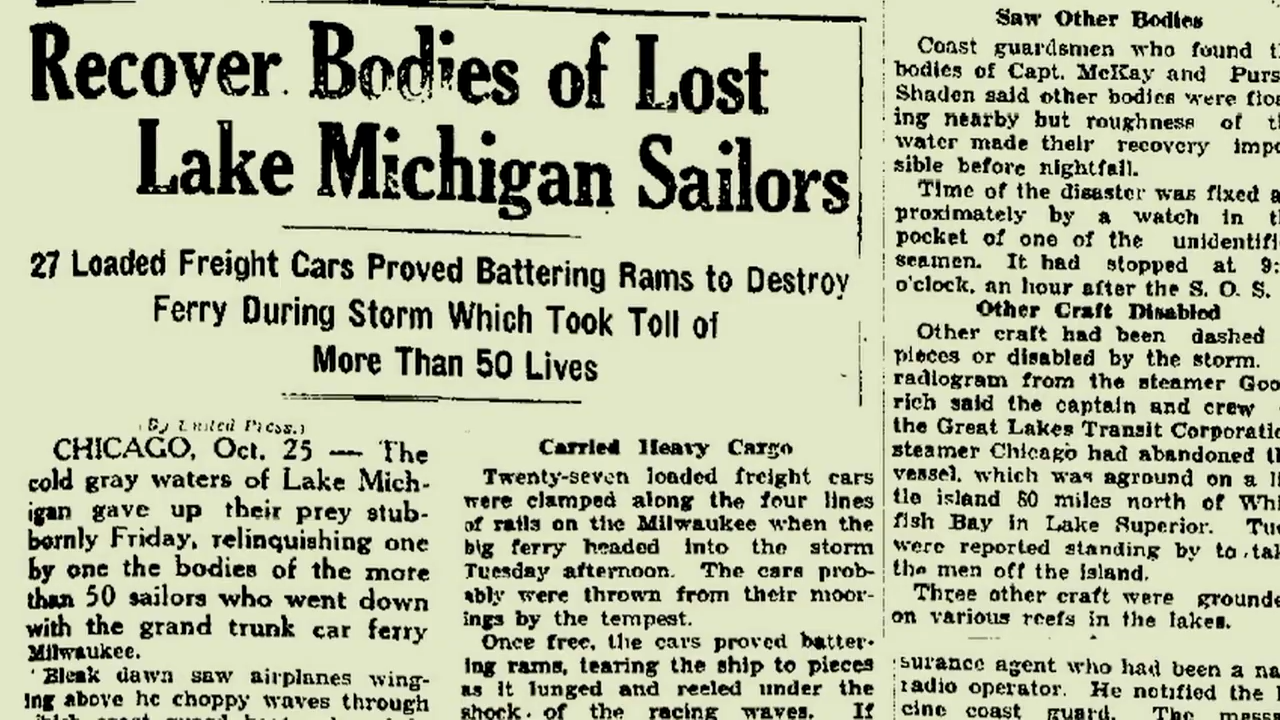 Recover Bodies of Lost
Lake Michigan Sailors
27 Loaded Freight Cars Proved Battering Rams to Destroy
Ferry During Storm Which Took Toll of
More Than 50 Lives
(By United Press.)
CHICAGO, Oct. 25 — The
cold gray waters of Lake Mich-
igan gave up their prey stub-
bornly Friday, relinquishing one
by one the bodies of the more
than 50 sailors who went down
with the grand trunk car ferry
Milwaukee.
Bleak dawn saw airplanes wing-
ing above he choppy waves through
Carried Heavy Cargo
Twenty-seven loaded freight cars
were clamped along the four lines
of rails on the Milwaukee when the
big ferry headed into the storm
Tuesday afternoon. The cars prob-
ably were thrown from their moor-
ings by the tempest.
Once free, the cars proved batter-
ing rams, tearing the ship to pieces
as it lunged and reeled under the
shock of the racing waves. If
Saw Other Bodies
Coast guardsmen who found
bodies of Capt. McKay and Purs
Shaden said other bodies were floa
ing nearby but roughness of
water made their recovery impo
sible before nightfall.
Time of the disaster was fixed a
proximately by a watch in
pocket of one of the unidentifi
seamen. It had stopped at 9:
o'clock, an hour after the S. O. S.
Other Craft Disabled
Other craft had been dashed
pieces or disabled by the storm.
radiogram from the steamer Goo
rich said the captain and crew
the Great Lakes Transit Corporatio
steamer Chicago had abandoned
vessel, which was aground on a li
tle island 60 miles north of Whi
fish Bay in Lake Superior. Tu
were reported standing by to tak
the men off the island.
Three other craft were grounde
on various reefs in the lakes.
surance agent who had been a na
radio operator. He notified the
cine coast guard. The mess